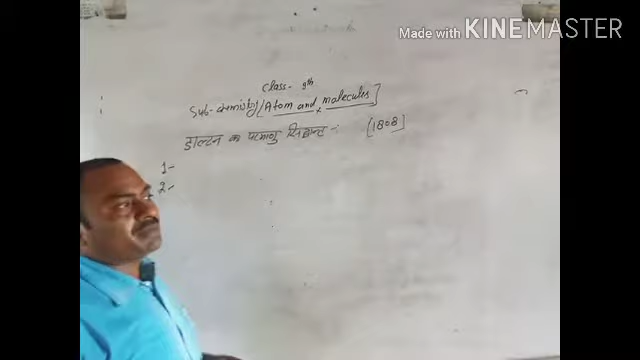 Made with KINEMASTER
Class- 9th
Sub- chemistry [Atom and molecules]
डाल्टन का परमाणु सिद्धान्त :- [1808]
1-
2-